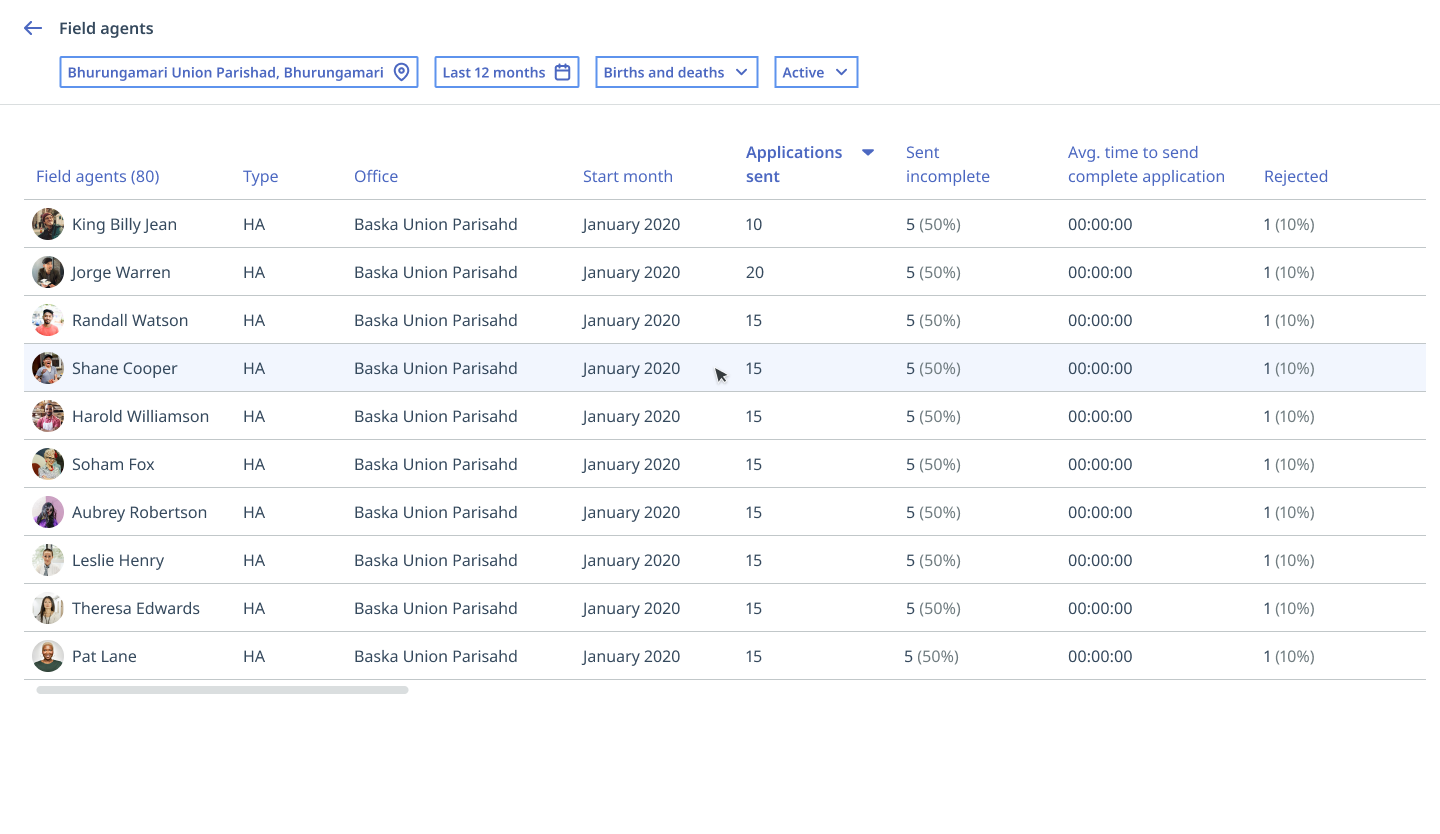 Field agents
Bhurungamari Union Parishad, Bhurungamari Last 12 months Births and deaths Active
Field agents (80) Type Office Start month Applications sent Sent incomplete Avg. time to send complete application Rejected
King Billy Jean HA Baska Union Parisahd January 2020 10 5 (50%) 00:00:00 1 (10%)
Jorge Warren HA Baska Union Parisahd January 2020 20 5 (50%) 00:00:00 1 (10%)
Randall Watson HA Baska Union Parisahd January 2020 15 5 (50%) 00:00:00 1 (10%)
Shane Cooper HA Baska Union Parisahd January 2020 15 5 (50%) 00:00:00 1 (10%)
Harold Williamson HA Baska Union Parisahd January 2020 15 5 (50%) 00:00:00 1 (10%)
Soham Fox HA Baska Union Parisahd January 2020 15 5 (50%) 00:00:00 1 (10%)
Aubrey Robertson HA Baska Union Parisahd January 2020 15 5 (50%) 00:00:00 1 (10%)
Leslie Henry HA Baska Union Parisahd January 2020 15 5 (50%) 00:00:00 1 (10%)
Theresa Edwards HA Baska Union Parisahd January 2020 15 5 (50%) 00:00:00 1 (10%)
Pat Lane HA Baska Union Parisahd January 2020 15 5 (50%) 00:00:00 1 (10%)